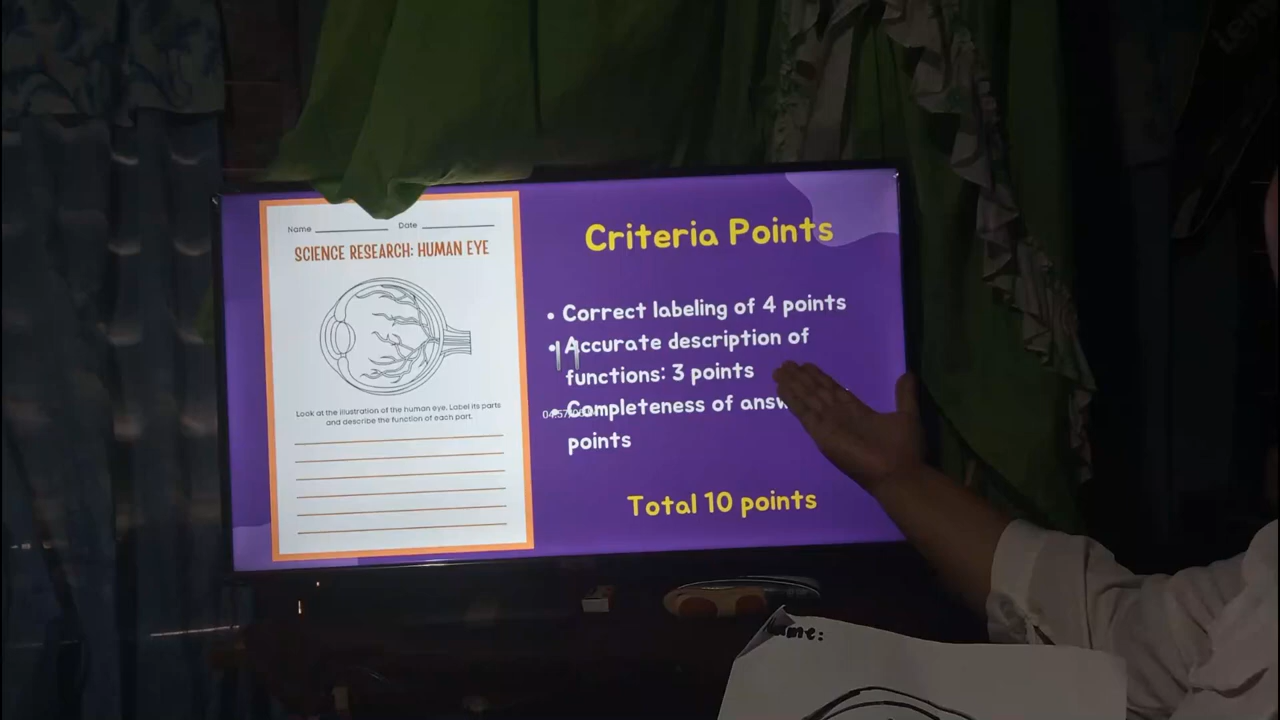 Name
Date
SCIENCE RESEARCH: HUMAN EYE
Look at the illustration of the human eye. Label its parts
and describe the function of each part.
Criteria Points
• Correct labeling of 4 points
• Accurate description of
functions: 3 points
Completeness of
points
Total 10 points